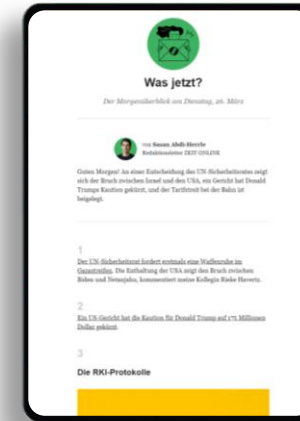 Was jetzt?
Der Morgenüberblick am Dienstag, 26. März
von Susan Abdi-Herrle
Redaktionsleiter ZEIT ONLINE
Guten Morgen! An einer Entscheidung des UN-Sicherheitsrates zeigt
sich der Bruch zwischen Israel und den USA, ein Gericht hat Donald
Trumps Kaution gekürzt, und der Tarifstreit bei der Bahn ist
beigelegt.
1
Der UN-Sicherheitsrat fordert erstmals eine Waffenruhe im
Gazastreifen. Die Enthaltung der USA zeigt den Bruch zwischen
Biden und Netanjahu, kommentiert meine Kollegin Rieke Havertz.
2
Ein US-Gericht hat die Kaution für Donald Trump auf 175 Millionen
Dollar gekürzt.
3
Die RKI-Protokolle